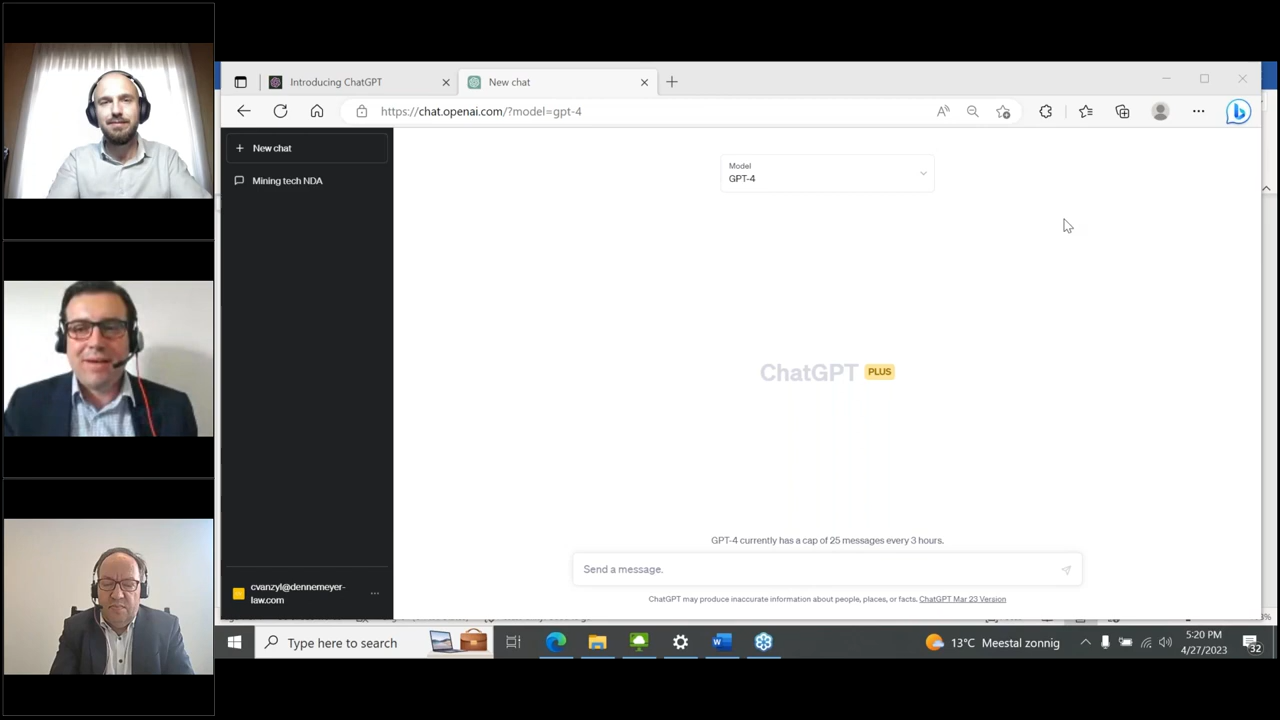 Introducing ChatGPT
New chat
https://chat.openai.com/?model=gpt-4
New chat
Mining tech NDA
Model
GPT-4
ChatGPT PLUS
GPT-4 currently has a cap of 25 messages every 3 hours.
Send a message.
ChatGPT may produce inaccurate information about people, places, or facts. ChatGPT Mar 23 Version
cvanzyl@dennemeyer-
law.com
Type here to search
13°C Meestal zonnig
5:20 PM
4/27/2023
32